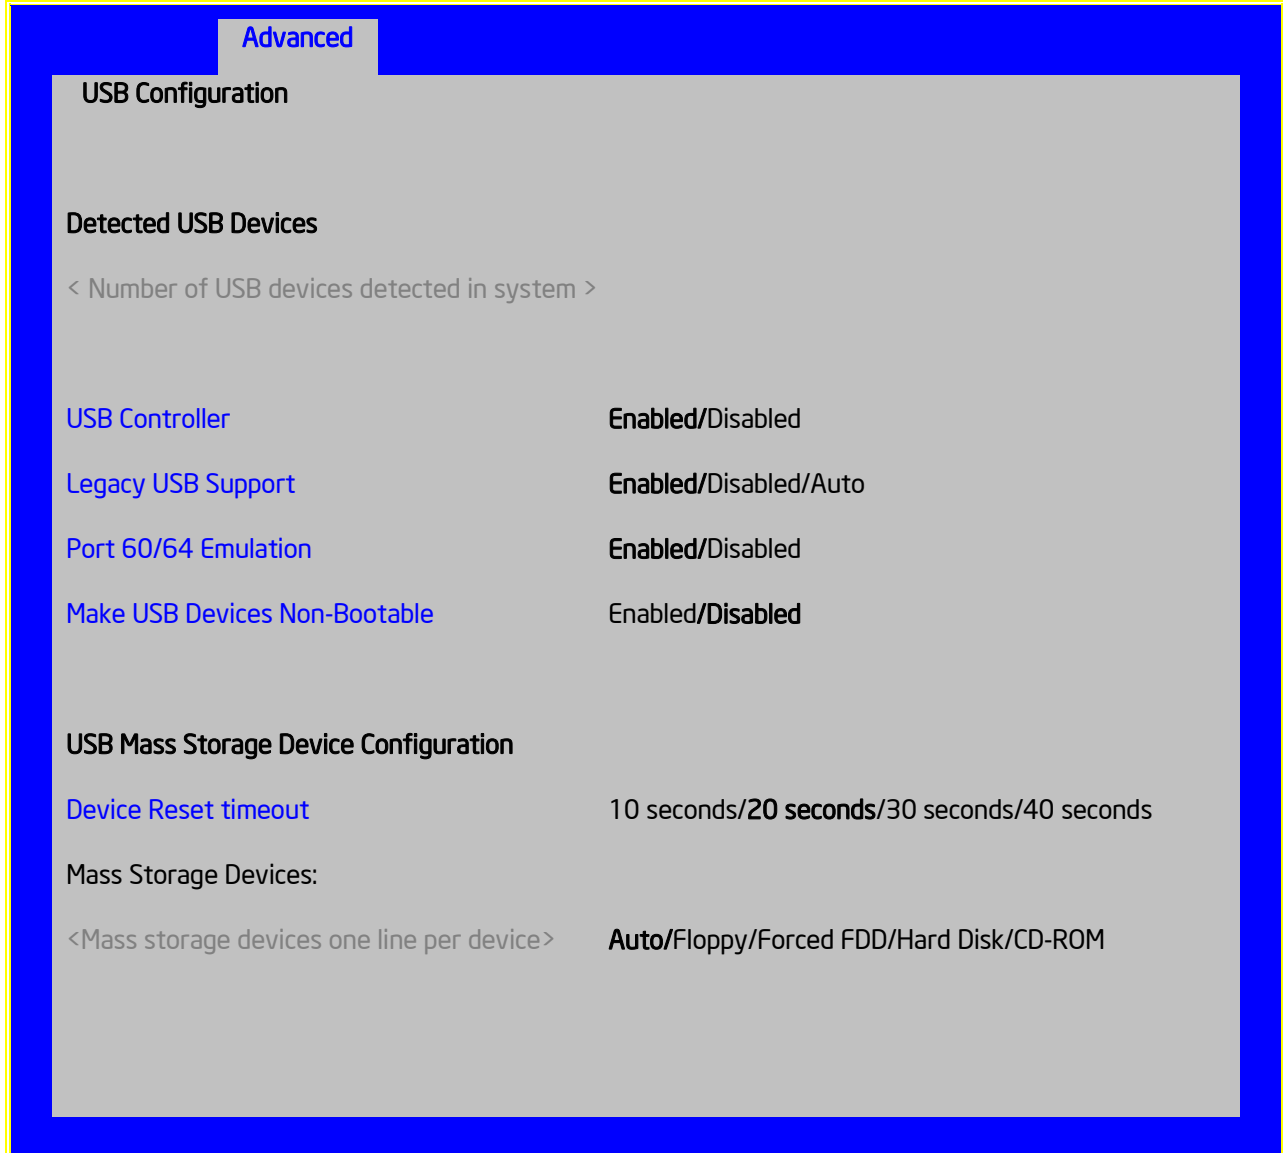 Advanced
USB Configuration
Detected USB Devices
< Number of USB devices detected in system >
USB Controller Enabled/Disabled
Legacy USB Support Enabled/Disabled/Auto
Port 60/64 Emulation Enabled/Disabled
Make USB Devices Non-Bootable Enabled/Disabled
USB Mass Storage Device Configuration
Device Reset timeout 10 seconds/20 seconds/30 seconds/40 seconds
Mass Storage Devices:
<Mass storage devices one line per device> Auto/Floppy/Forced FDD/Hard Disk/CD-ROM